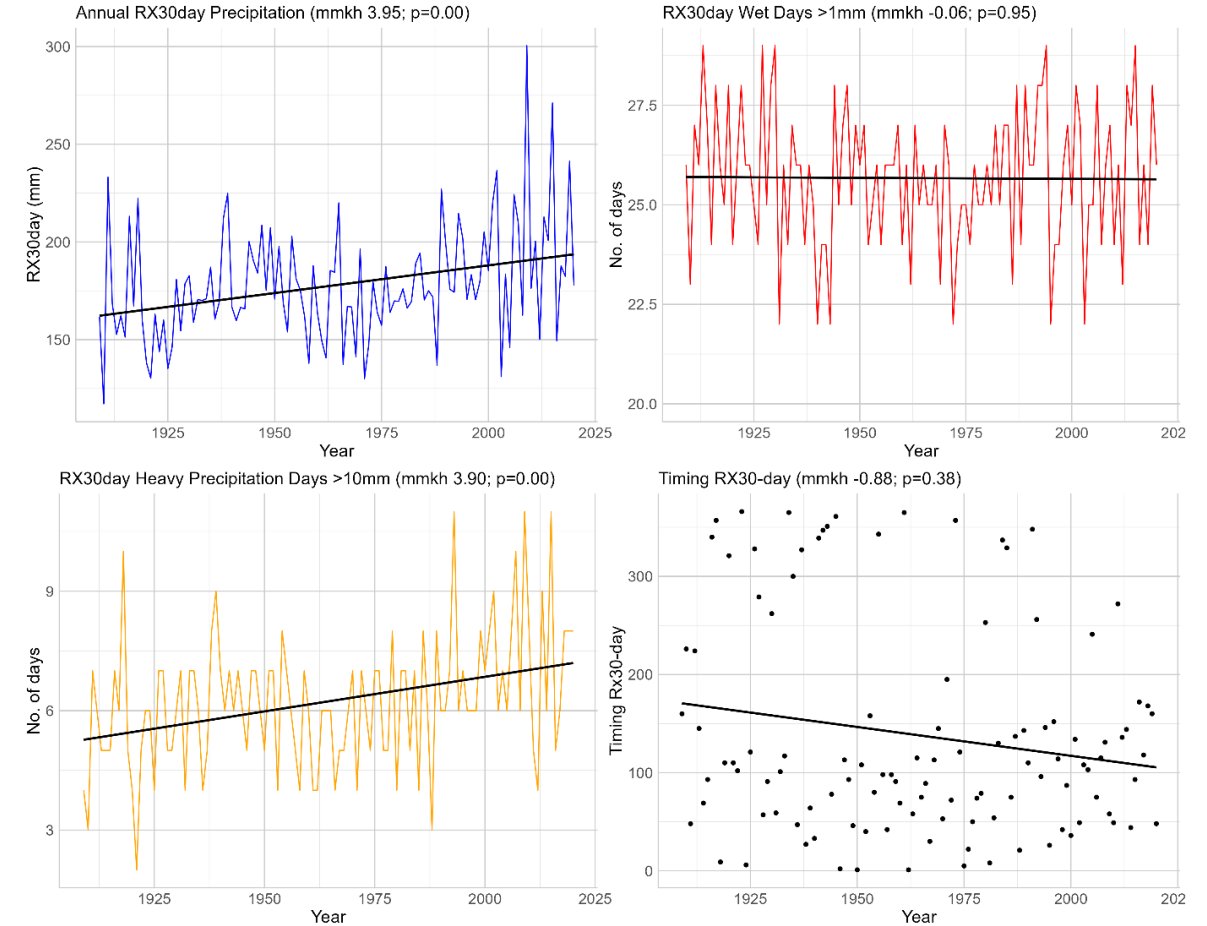 Annual RX30day Precipitation (mmkh 3.95; p=0.00)
RX30day (mm)
300
250
200
150
1925
1950
1975
2000
2025
Year
RX30day Wet Days >1mm (mmkh -0.06; p=0.95)
No. of days
27.5
25.0
22.5
20.0
1925
1950
1975
2000
202
Year
RX30day Heavy Precipitation Days >10mm (mmkh 3.90; p=0.00)
No. of days
9
6
3
1925
1950
1975
2000
2025
Year
Timing RX30-day (mmkh -0.88; p=0.38)
Timing Rx30-day
300
200
100
0
1925
1950
1975
2000
202
Year